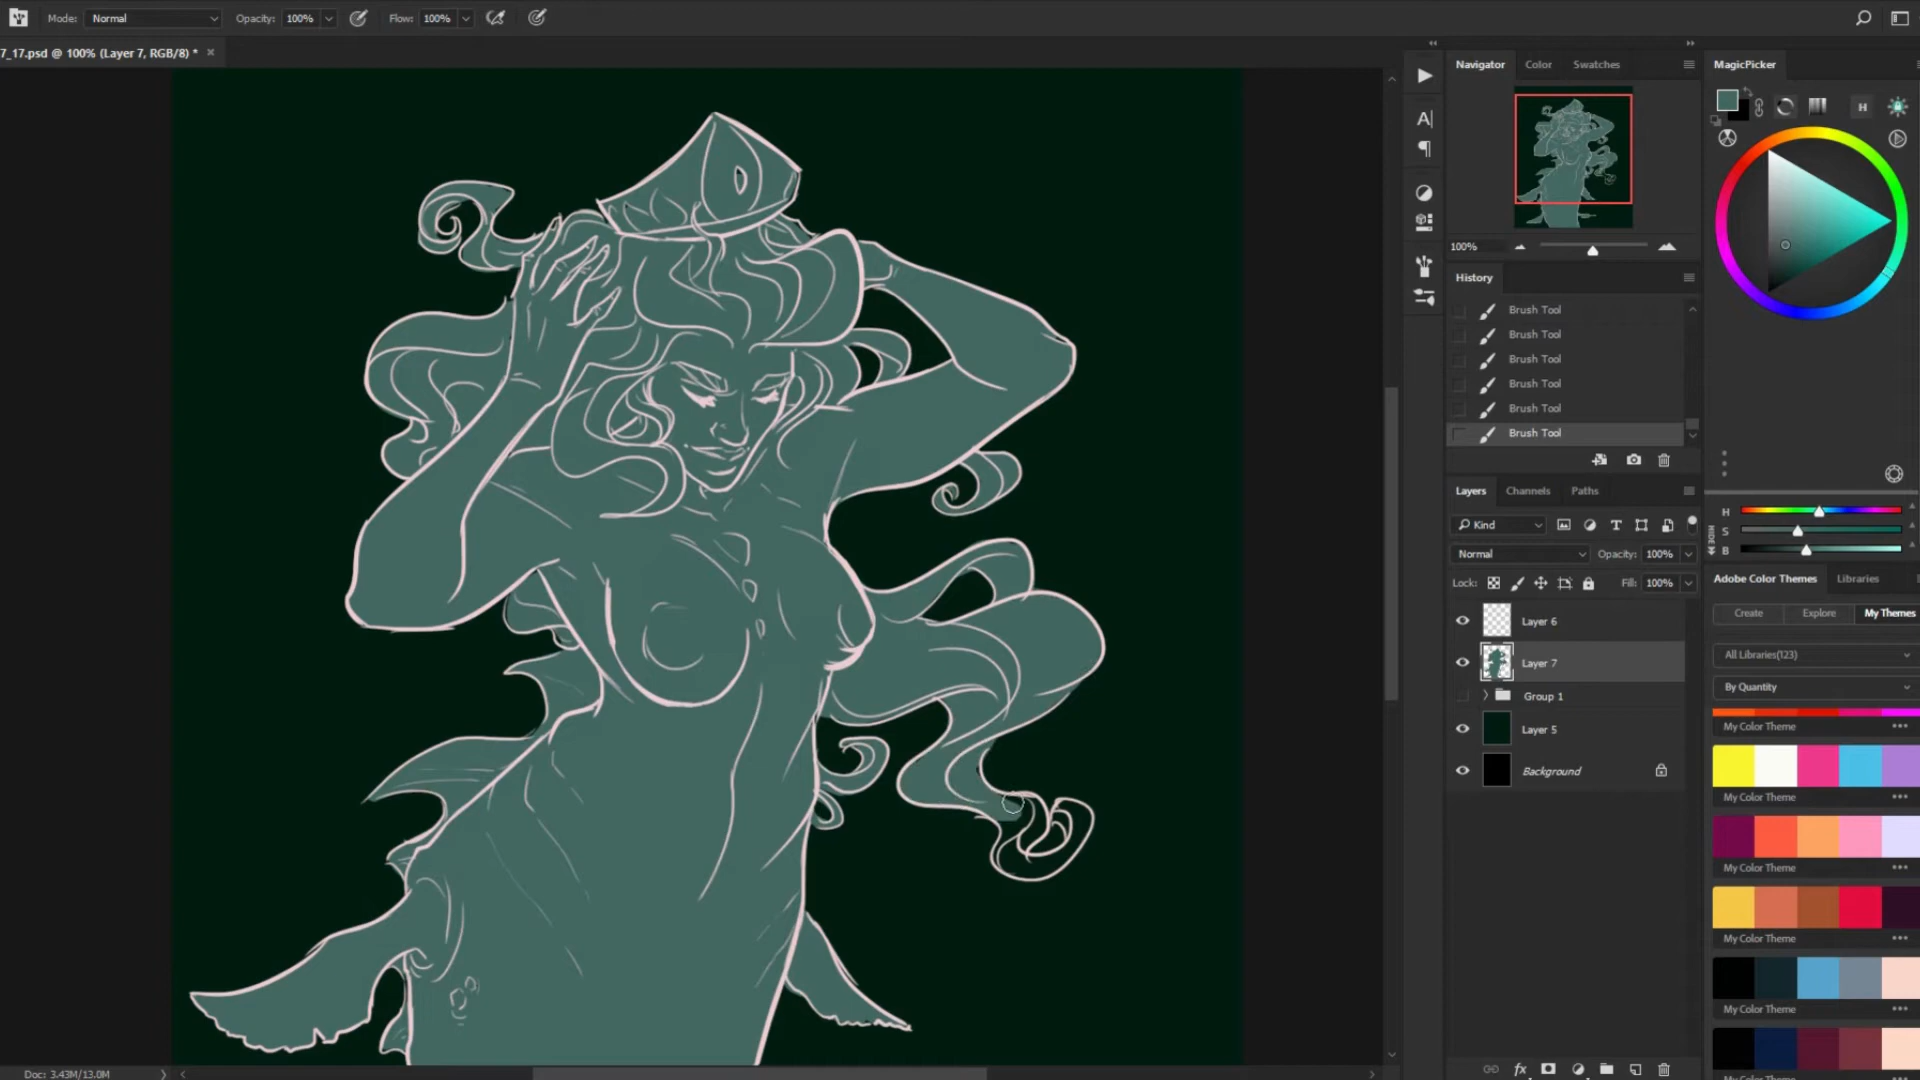 Mode: Normal Opacity: 100% Flow: 100%
7_17.psd @ 100% (Layer 7, RGB/8) * ×
Navigator Color Swatches
100%
History
Brush Tool
Brush Tool
Brush Tool
Brush Tool
Brush Tool
Brush Tool
Layers Channels Paths
Kind
Normal Opacity: 100%
Lock: Fill: 100%
Layer 6
Layer 7
Group 1
Layer 5
Background
MagicPicker
H
H
S
B
HIDE
Adobe Color Themes Libraries
Create Explore My Themes
All Libraries(123)
By Quantity
My Color Theme
My Color Theme
My Color Theme
My Color Theme
My Color Theme
Doc: 3.43M/13.0M